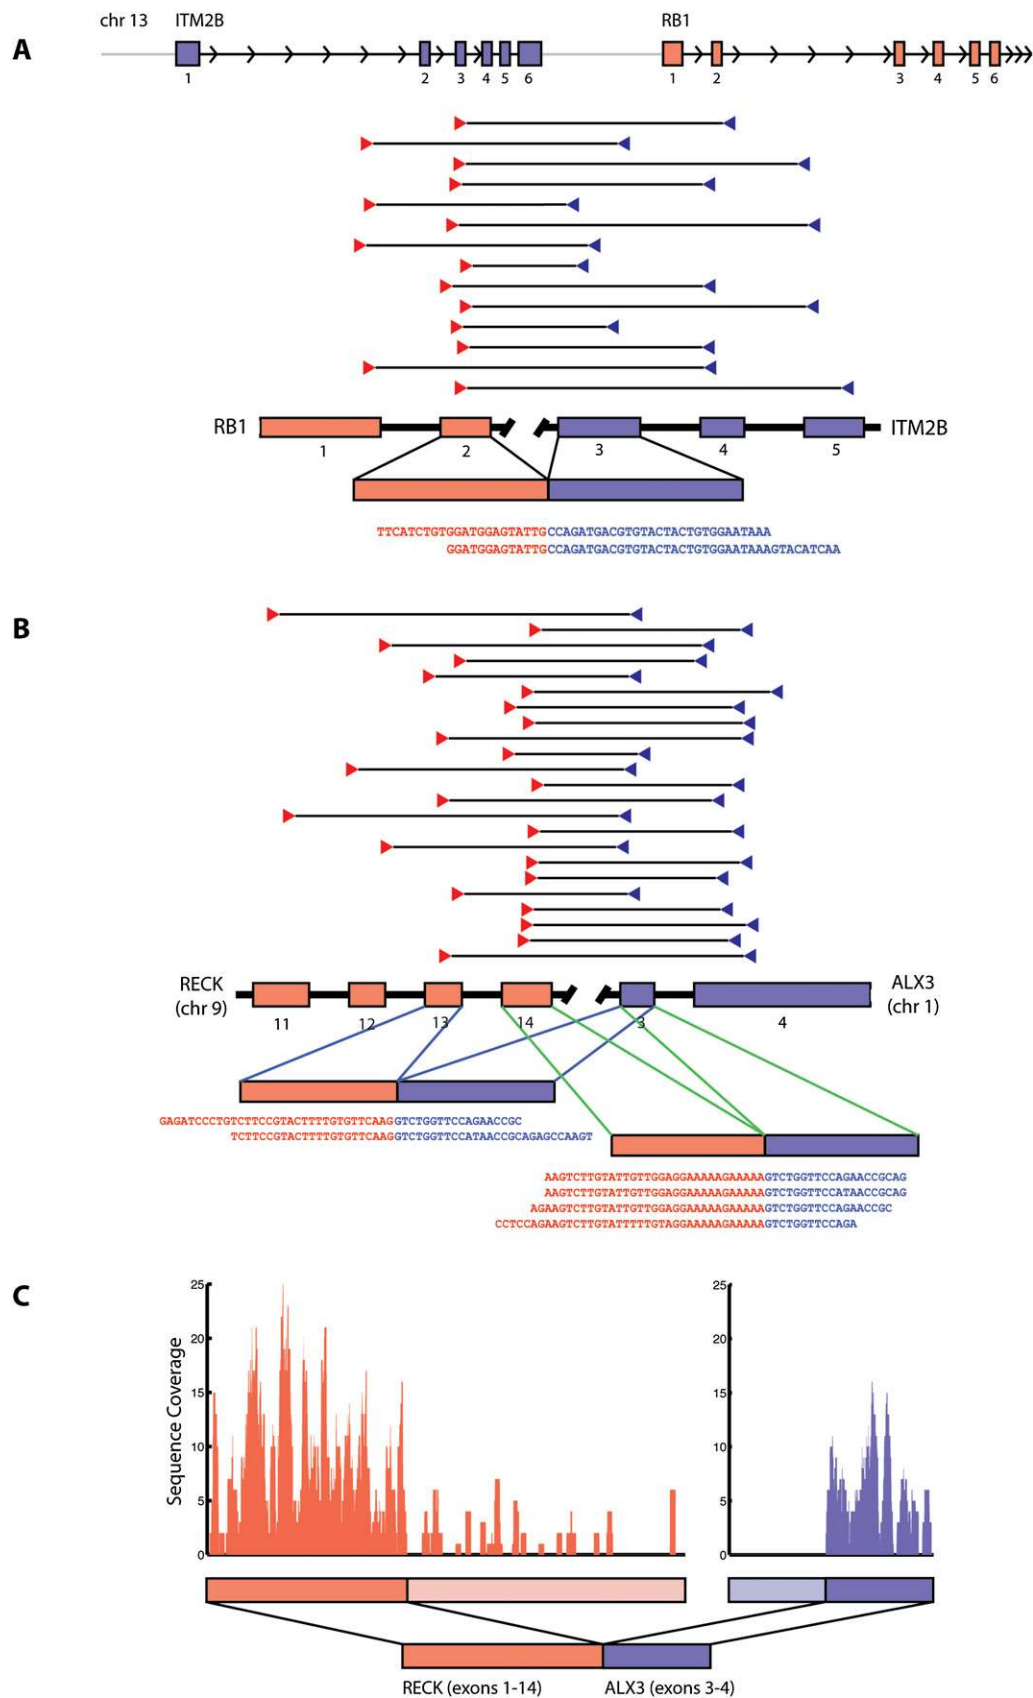 A
chr 13 ITM2B RB1
1 2 3 4 5 6 1 2 3 4 5 6
RB1 ITM2B
1 2 3 4 5
TTCATCTGTGGATGGAGTATTGCCAGATGACGTGTACTACTGTGGAATAAA
GGATGGAGTATTGCCAGATGACGTGTACTACTGTGGAATAAAGTACATCAA
B
RECK
(chr 9)
ALX3
(chr 1)
11 12 13 14 3 4
GAGATCCCTGTCTTCCGTACTTTTGTGTTCAAGGTCTGGTTCCAGAACCGC
TCTTCCGTACTTTTGTGTTCAAGGTCTGGTTCCATAACCGCAGAGCCAAGT
AAGTCTTGTATTGTTGGAGGAAAAAGAAAAAGTCTGGTTCCAGAACCGCAG
AAGTCTTGTATTGTTGGAGGAAAAAGAAAAAGTCTGGTTCCATAACCGCAG
AGAAGTCTTGTATTGTTGGAGGAAAAAGAAAAAGTCTGGTTCCAGAACCGC
CCTCCAGAAGTCTTGTATTTTTGTAGGAAAAAGAAAAAGTCTGGTTCCAGA
C
Sequence Coverage
25
20
15
10
5
0
25
20
15
10
5
0
RECK (exons 1-14) ALX3 (exons 3-4)